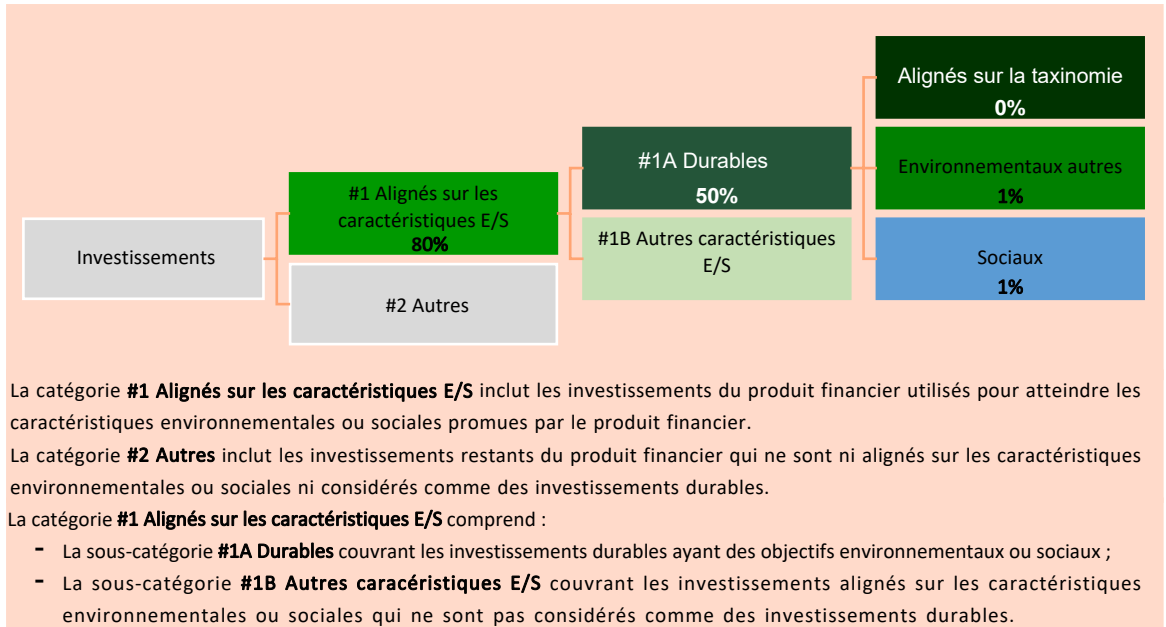 Alignés sur la taxinomie
0%
#1A Durables
50%
Environnementaux autres
1%
#1 Alignés sur les
caractéristiques E/S
80%
#1B Autres caractéristiques
E/S
Investissements
Sociaux
1%
#2 Autres
La catégorie #1 Alignés sur les caractéristiques E/S inclut les investissements du produit financier utilisés pour atteindre les
caractéristiques environnementales ou sociales promues par le produit financier.
La catégorie #2 Autres inclut les investissements restants du produit financier qui ne sont ni alignés sur les caractéristiques
environnementales ou sociales ni considérés comme des investissements durables.
La catégorie #1 Alignés sur les caractéristiques E/S comprend :
- La sous-catégorie #1A Durables couvrant les investissements durables ayant des objectifs environnementaux ou sociaux ;
- La sous-catégorie #1B Autres caracéristiques E/S couvrant les investissements alignés sur les caractéristiques
environnementales ou sociales qui ne sont pas considérés comme des investissements durables.